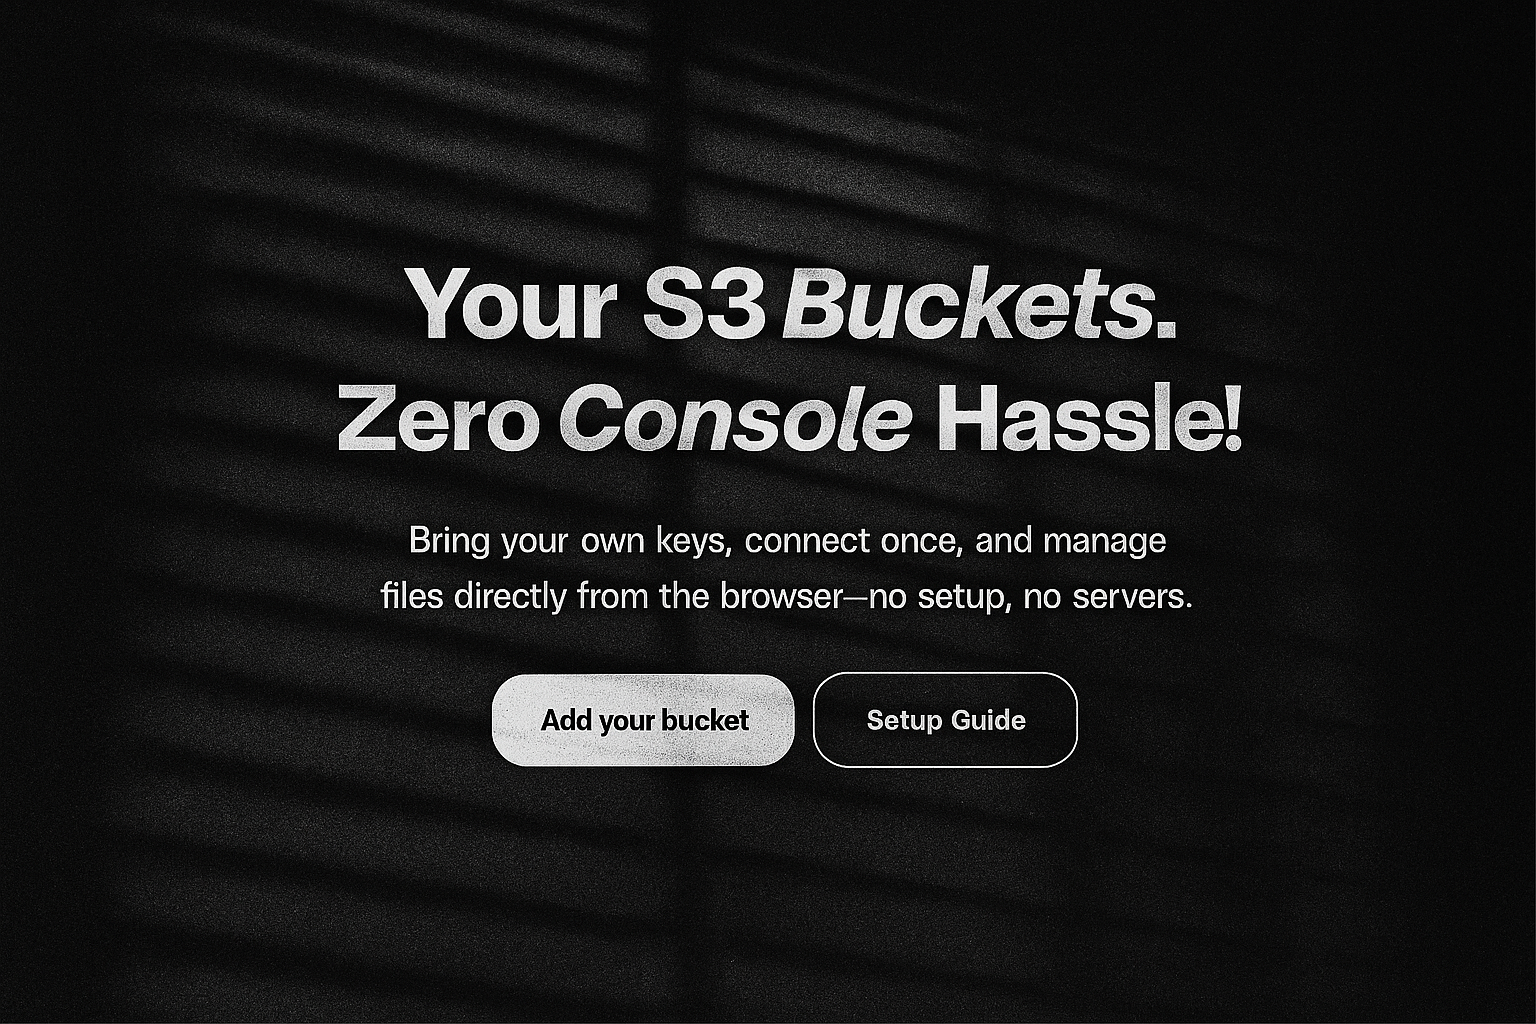 Your S3 Buckets.
Zero Console Hassle!
Bring your own keys, connect once, and manage
files directly from the browser—no setup, no servers.
Add your bucket
Setup Guide